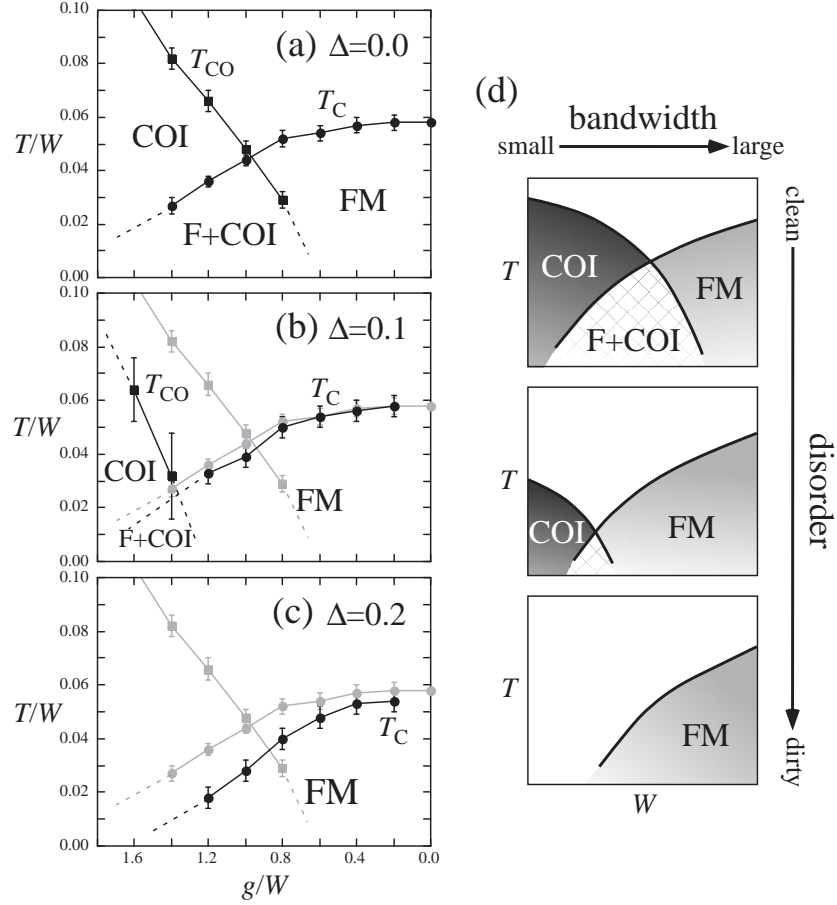 (a) Δ=0.0
0.10
0.08
0.06
0.04
0.02
0.00
T/W
T_CO
T_C
COI
F+COI
FM
(b) Δ=0.1
0.10
0.08
0.06
0.04
0.02
0.00
T/W
T_CO
T_C
COI
F+COI
FM
(c) Δ=0.2
0.10
0.08
0.06
0.04
0.02
0.00
T/W
T_C
FM
1.6 1.2 0.8 0.4 0.0
g/W
(d)
bandwidth
small large
clean
disorder
dirty
T
COI
FM
F+COI
T
COI
FM
T
FM
W